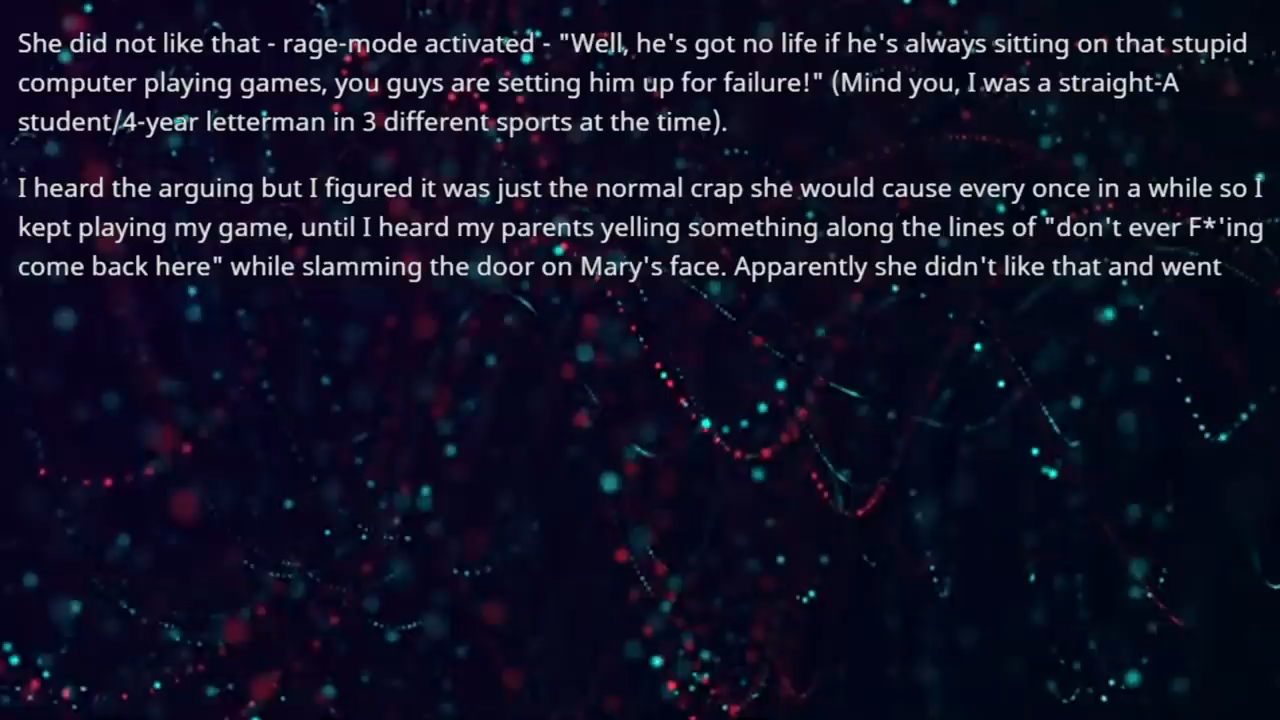 She did not like that - rage-mode activated - "Well, he's got no life if he's always sitting on that stupid
computer playing games, you guys are setting him up for failure!" (Mind you, I was a straight-A
student/4-year letterman in 3 different sports at the time).
I heard the arguing but I figured it was just the normal crap she would cause every once in a while so I
kept playing my game, until I heard my parents yelling something along the lines of "don't ever F*'ing
come back here" while slamming the door on Mary's face. Apparently she didn't like that and went